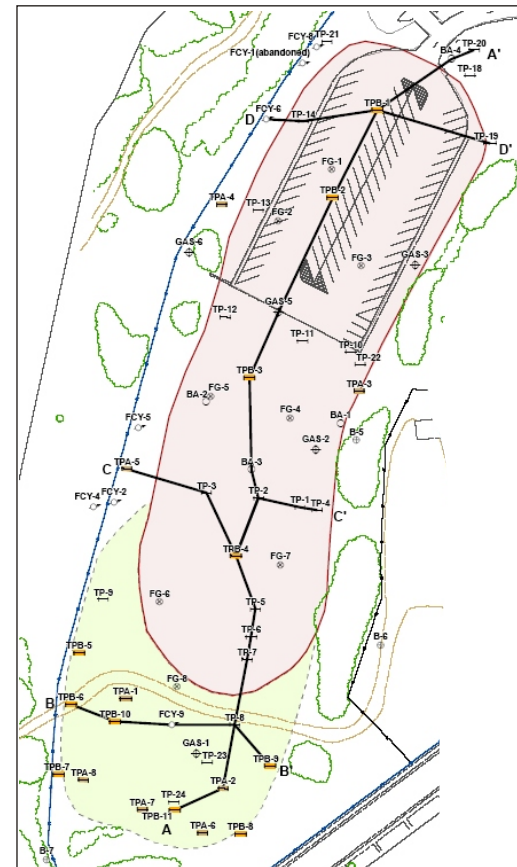 FCY-8
TP-21
FCY-1(abandoned)
TP-20
BA-4
A'
TP-18
FCY-6
D
TP-14
TPB-1
TP-19
D'
FG-1
TPB-2
TPA-4
TP-13
FG-2
GAS-6
FG-3
GAS-3
GAS-5
TP-12
TP-11
TP-10
TP-22
TPB-3
TPA-3
BA-2
FG-5
FG-4
BA-1
FCY-5
B-5
GAS-2
C
TPA-5
BA-3
TP-3
TP-2
FCY-4
FCY-2
TP-1
TP-4
C'
TPB-4
FG-7
TP-9
FG-6
TP-5
TP-6
B-6
TPB-5
TP-7
FG-8
TPA-1
B
TPB-6
TPB-10
FCY-9
TP-8
GAS-1
TP-23
TPB-9
B'
TPB-7
TPA-8
TPA-2
TP-24
TPA-7
TPB-11
A
TPA-6
TPB-8
B-7